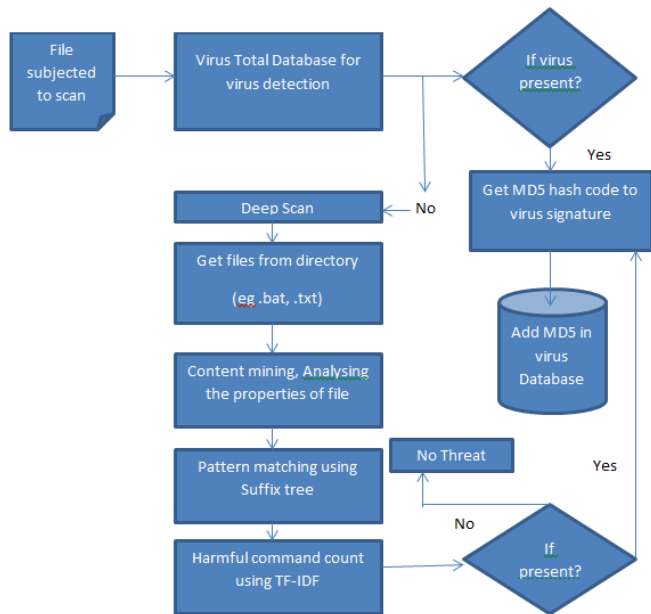 File
subjected
to scan
Virus Total Database for
virus detection
If virus
present?
Yes
No
Get MD5 hash code to
virus signature
Deep Scan
Get files from directory
(eg .bat, .txt)
Add MD5 in
virus
Database
Content mining, Analysing
the properties of file
No Threat
Yes
Pattern matching using
Suffix tree
No
Harmful command count
using TF-IDF
If
present?